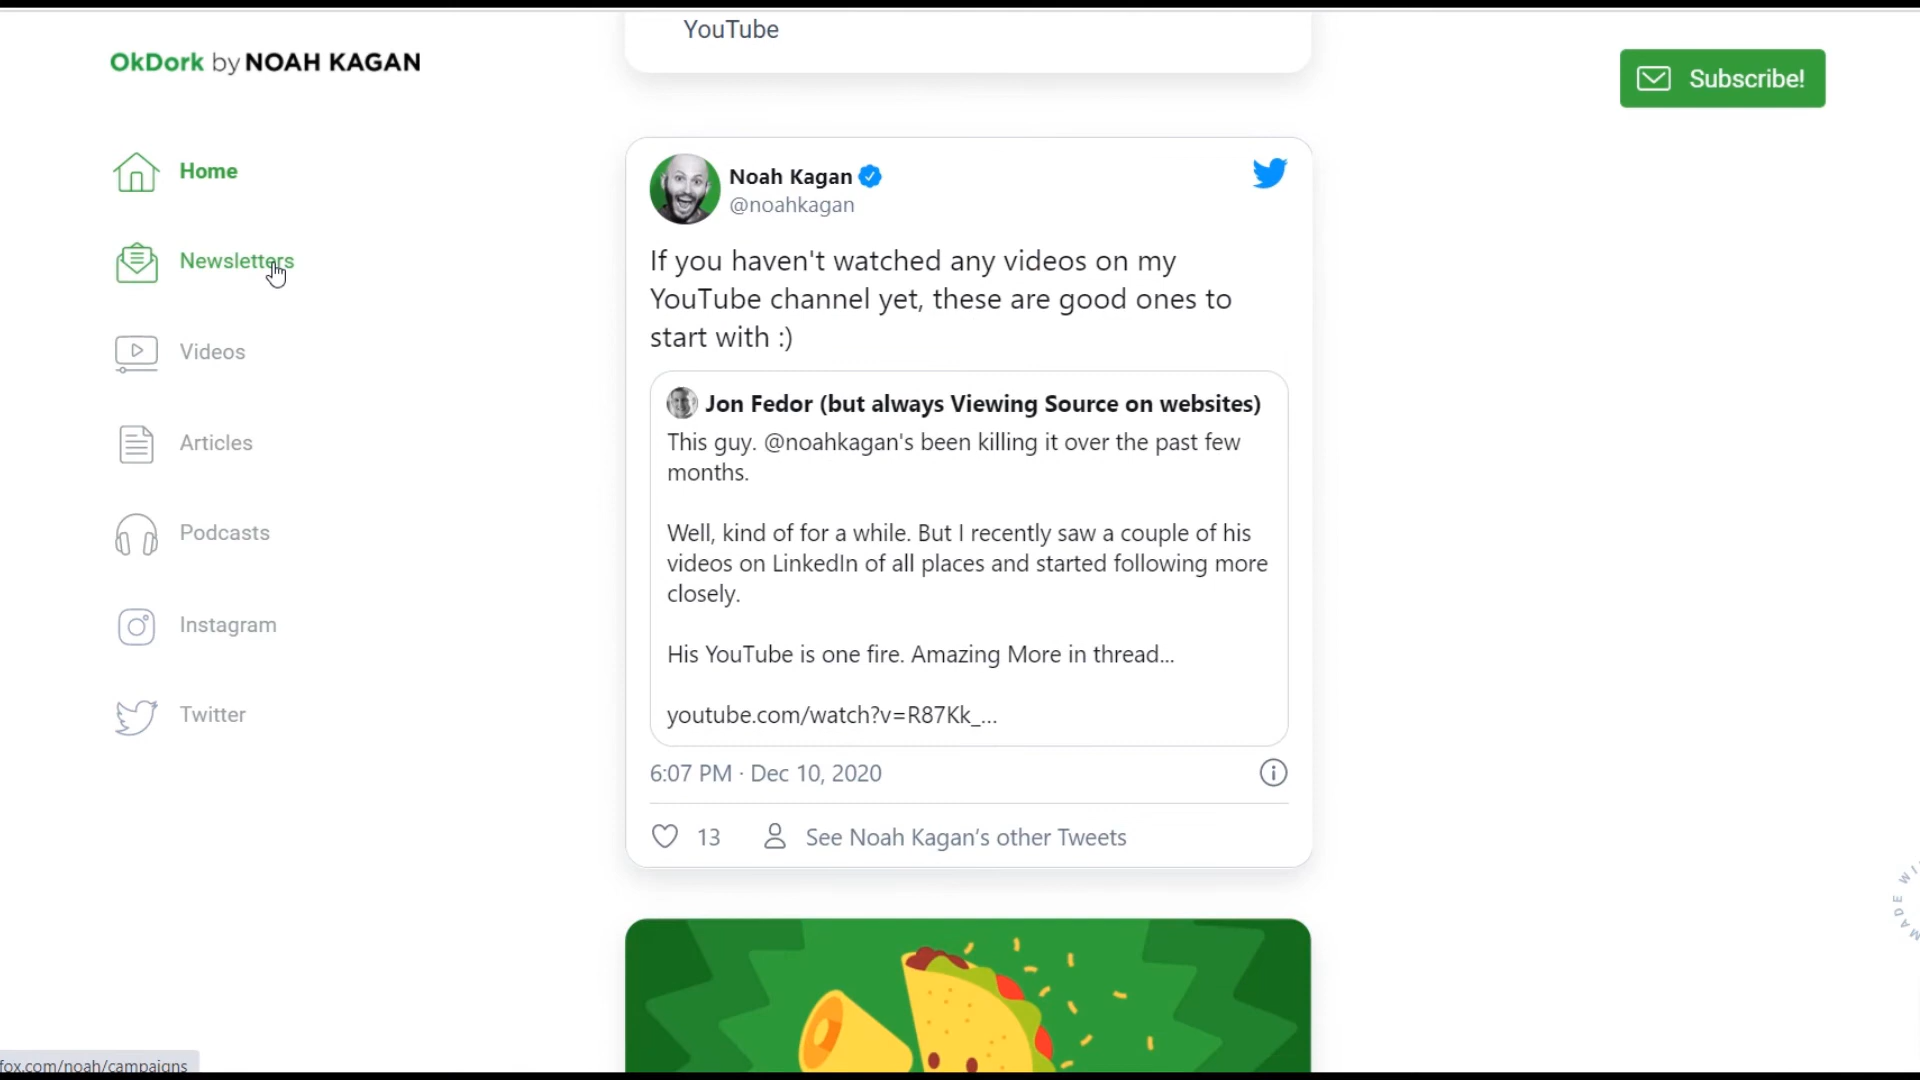 YouTube
OkDork by NOAH KAGAN
Subscribe!
Home
Newsletters
Videos
Articles
Podcasts
Instagram
Twitter
Noah Kagan
@noahkagan
If you haven't watched any videos on my
YouTube channel yet, these are good ones to
start with :)
Jon Fedor (but always Viewing Source on websites)
This guy. @noahkagan's been killing it over the past few
months.
Well, kind of for a while. But I recently saw a couple of his
videos on LinkedIn of all places and started following more
closely.
His YouTube is one fire. Amazing More in thread...
youtube.com/watch?v=R87Kk_...
6:07 PM · Dec 10, 2020
13
See Noah Kagan's other Tweets
MADE WI
fox.com/noah/campaigns